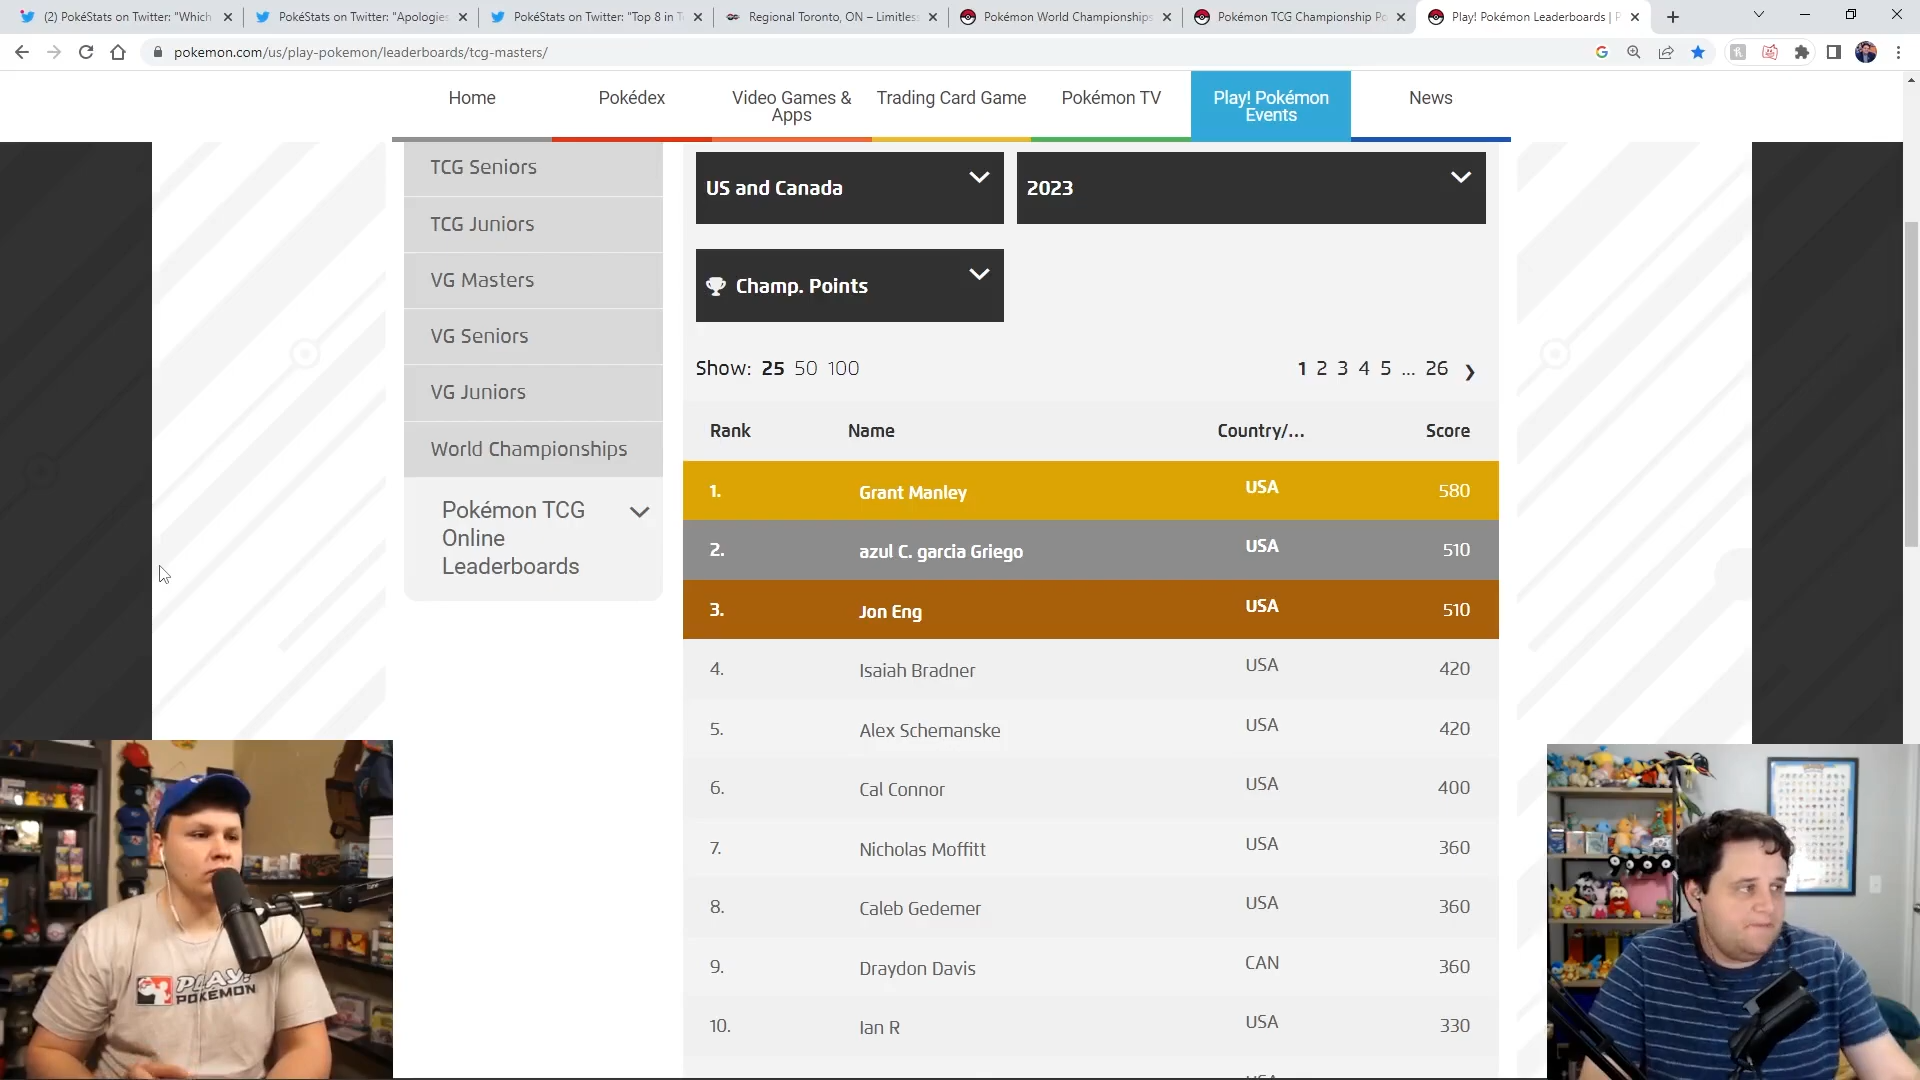 (2) PokéStats on Twitter: "Which
PokéStats on Twitter: "Apologies
PokéStats on Twitter: "Top 8 in T
Regional Toronto, ON – Limitless
Pokémon World Championships
Pokémon TCG Championship Po
Play! Pokémon Leaderboards | P
pokemon.com/us/play-pokemon/leaderboards/tcg-masters/
Home
Pokédex
Video Games &
Apps
Trading Card Game
Pokémon TV
Play! Pokémon
Events
News
TCG Seniors
TCG Juniors
VG Masters
VG Seniors
VG Juniors
World Championships
Pokémon TCG
Online
Leaderboards
US and Canada
2023
Champ. Points
Show: 25 50 100
1 2 3 4 5 ... 26
Rank Name Country/... Score
1. Grant Manley USA 580
2. azul C. garcia Griego USA 510
3. Jon Eng USA 510
4. Isaiah Bradner USA 420
5. Alex Schemanske USA 420
6. Cal Connor USA 400
7. Nicholas Moffitt USA 360
8. Caleb Gedemer USA 360
9. Draydon Davis CAN 360
10. Ian R USA 330
PLAY!
POKÉMON